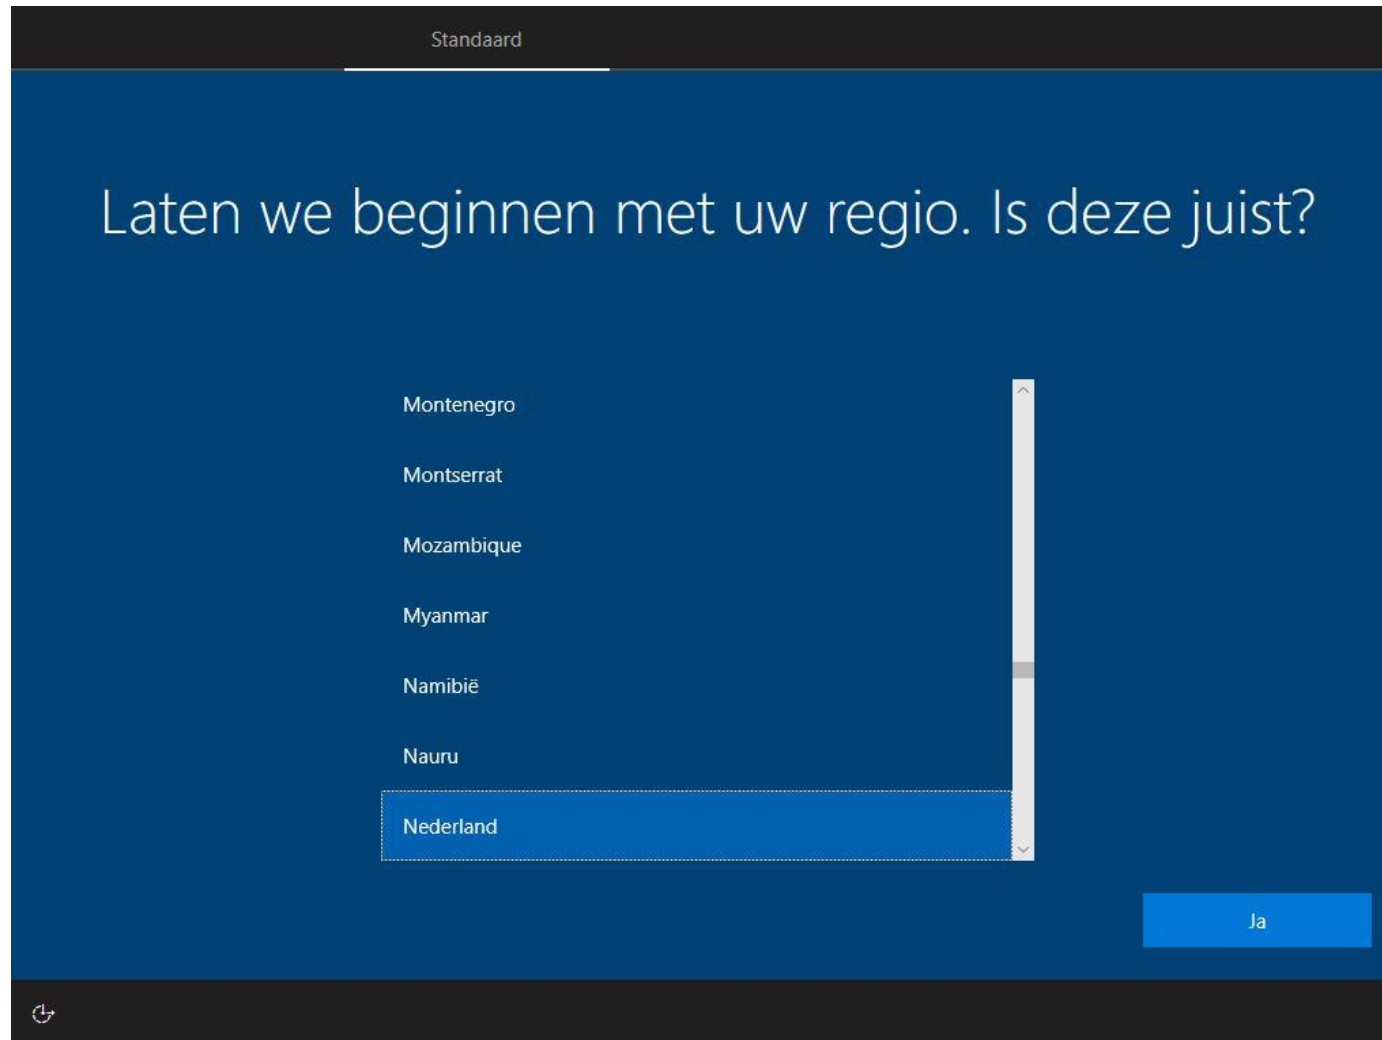 Standaard
Laten we beginnen met uw regio. Is deze juist?
Montenegro
Montserrat
Mozambique
Myanmar
Namibië
Nauru
Nederland
Ja